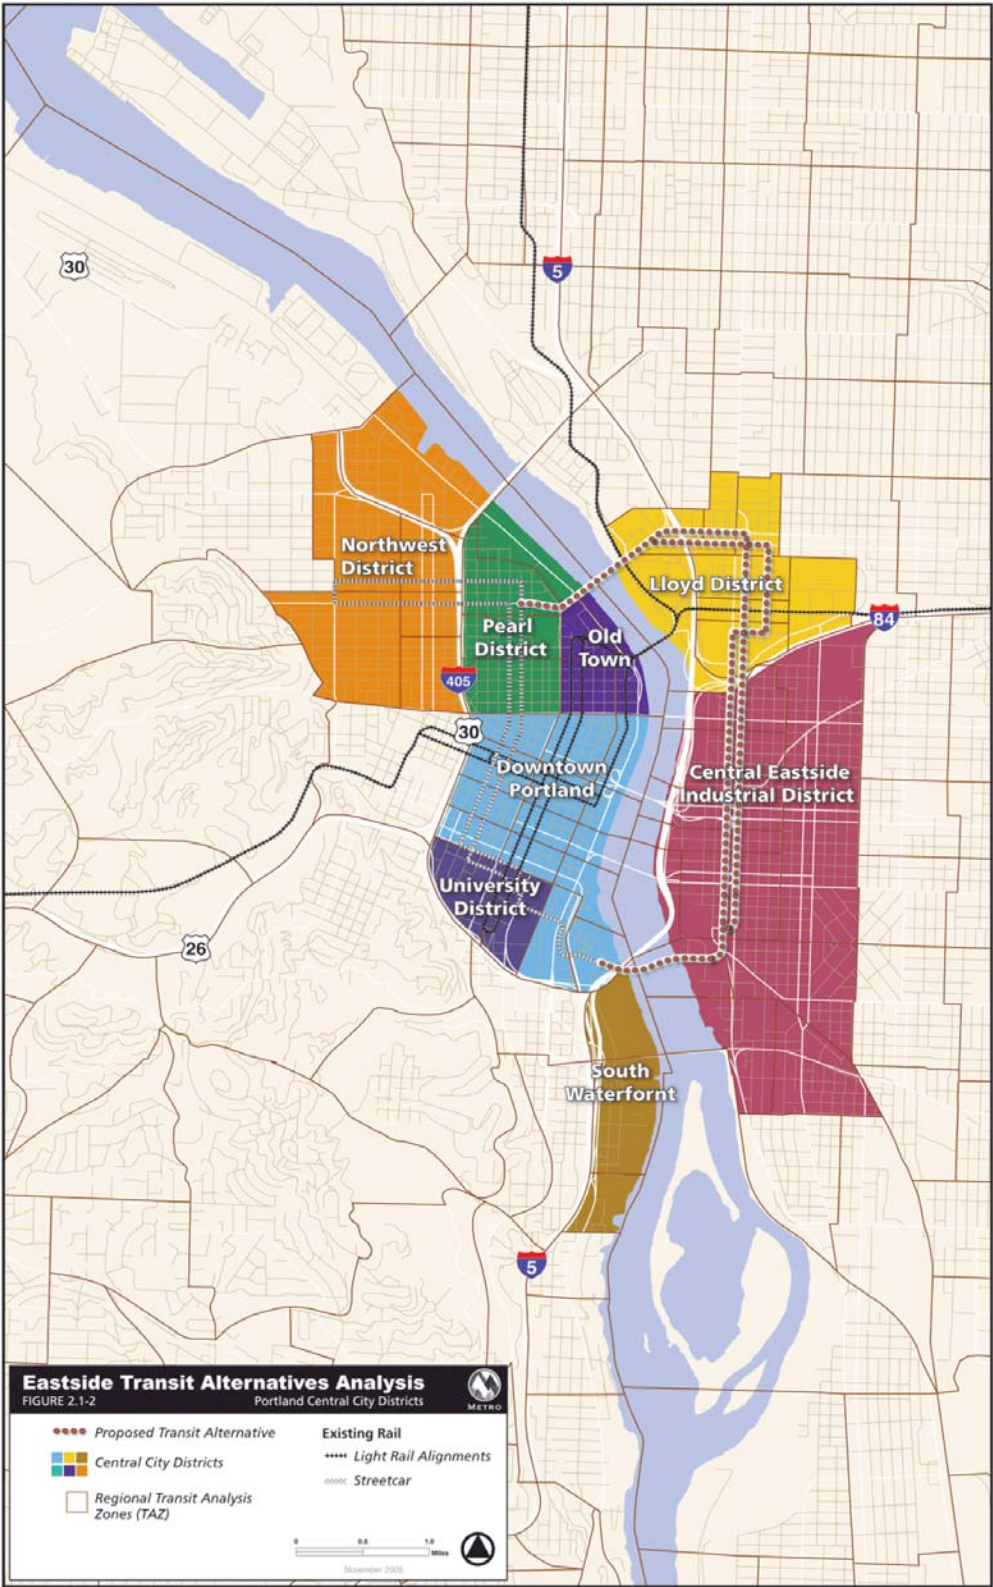 30
5
Northwest
District
Lloyd District
Pearl
District
Old
Town
84
405
30
Downtown
Portland
Central Eastside
Industrial District
University
District
26
South
Waterfornt
5
Eastside Transit Alternatives Analysis
FIGURE 2.1-2
Portland Central City Districts
METRO
Proposed Transit Alternative
Central City Districts
Regional Transit Analysis
Zones (TAZ)
Existing Rail
Light Rail Alignments
Streetcar
0 0.5 1.0
Miles
November 2005